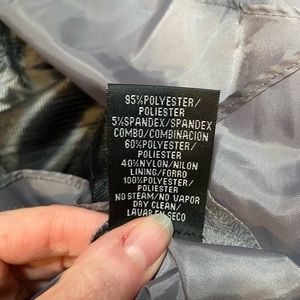 95%POLYESTER/
POLIESTER
5%SPANDEX/SPANDEX
COMBO/COMBINACION
60%POLYESTER/
POLIESTER
40%NYLON/NILON
LINING/FORRO
100%POLYESTER/
POLIESTER
NO STEAM/NO VAPOR
DRY CLEAN/
LAVAR EN SECO